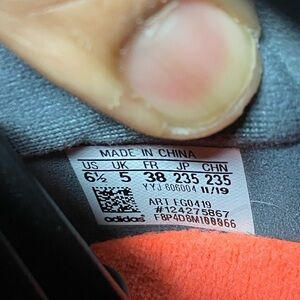 MADE IN CHINA
US UK FR JP CHN
6½ 5 38 235 235
YYJ 606004 11/19
ART EG0419
#124275867
adidas F8P4D8M100066